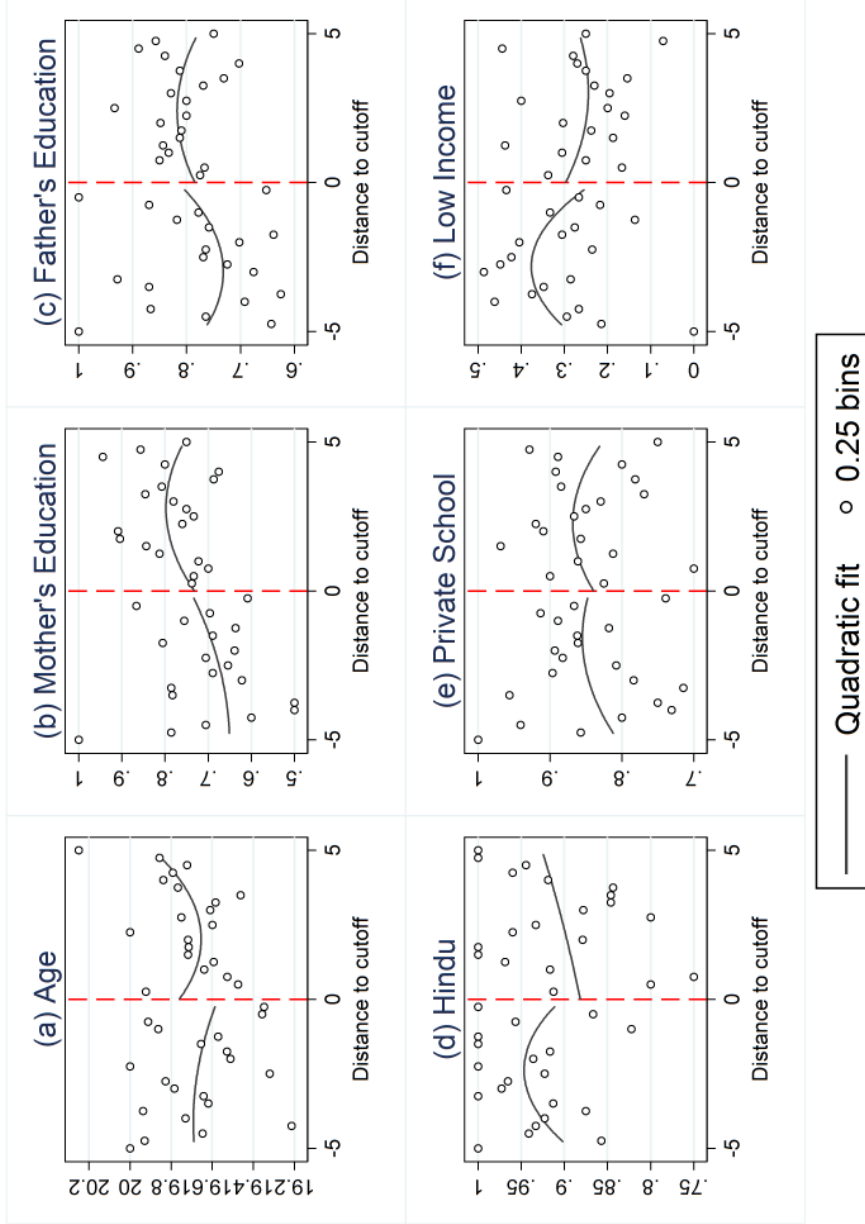 (a) Age
20.2
20
19.8
19.6
19.4
19.2
19
-5 0 5
Distance to cutoff
(b) Mother's Education
1
.9
.8
.7
.6
.5
-5 0 5
Distance to cutoff
(c) Father's Education
1
.9
.8
.7
.6
-5 0 5
Distance to cutoff
(d) Hindu
1
.95
.9
.85
.8
.75
-5 0 5
Distance to cutoff
(e) Private School
1
.9
.8
.7
-5 0 5
Distance to cutoff
(f) Low Income
.5
.4
.3
.2
.1
0
-5 0 5
Distance to cutoff
Quadratic fit 0.25 bins